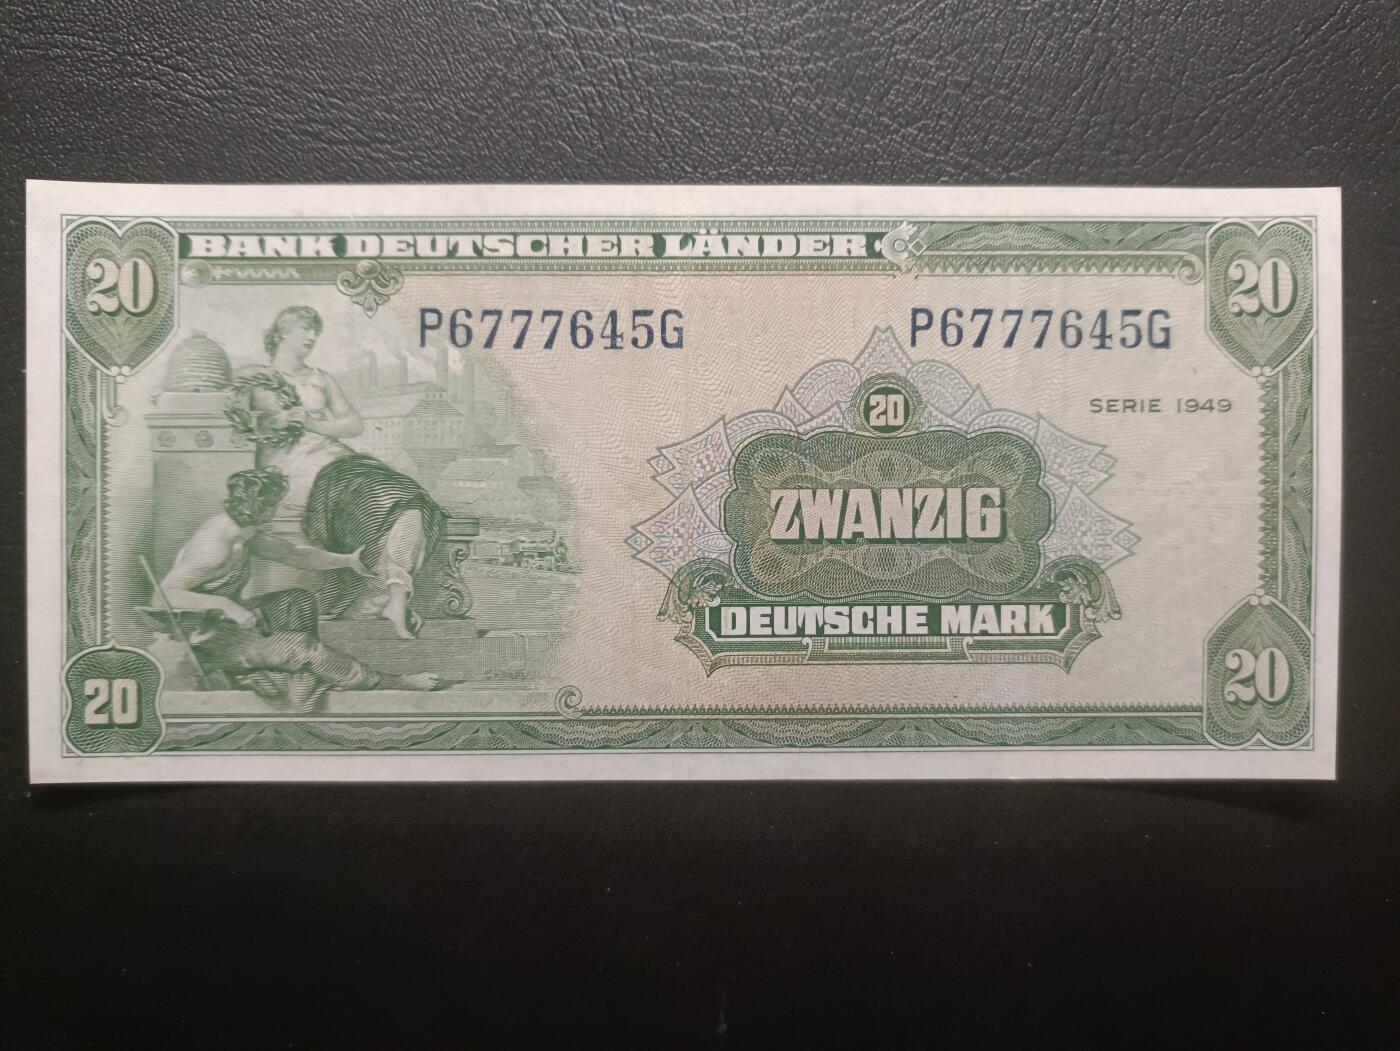 BANK DEUTSCHER LÄNDER
20
20
P6777645G
P6777645G
SERIE 1949
20
ZWANZIG
DEUTSCHE MARK
20
20